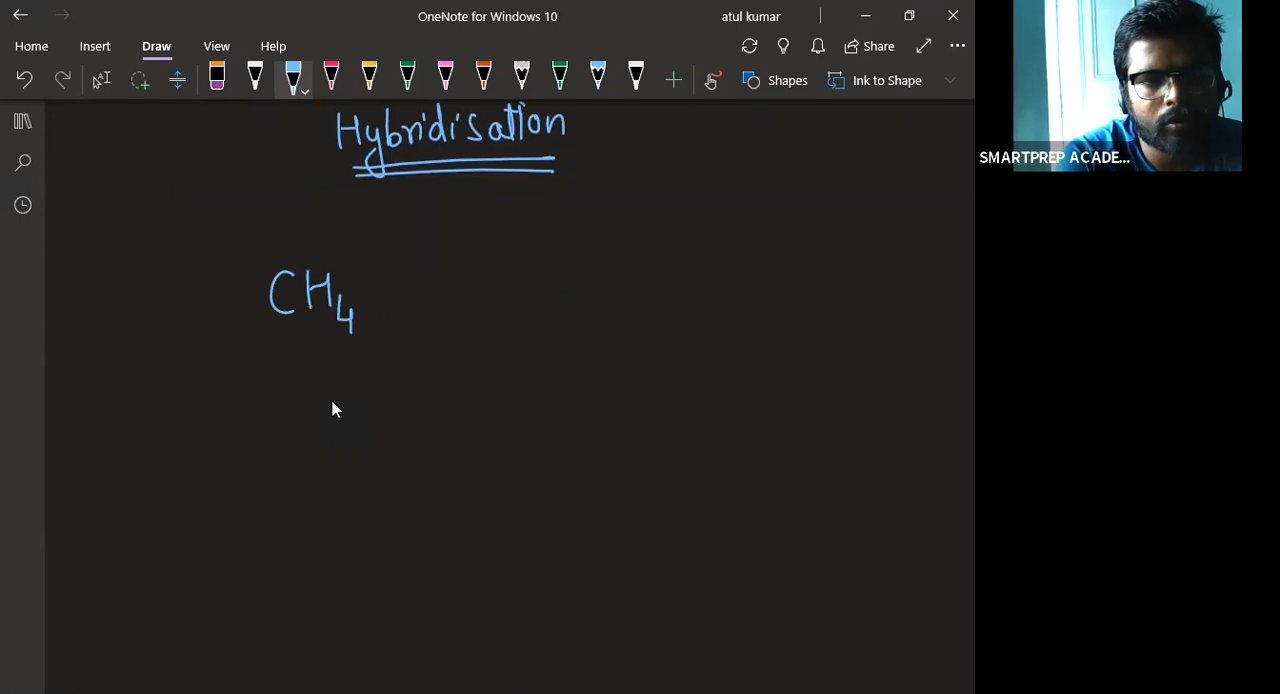 OneNote for Windows 10
atul kumar
Home Insert Draw View Help
Share
Shapes
Ink to Shape
SMARTPREP ACADE...
Hybridisation
CH4